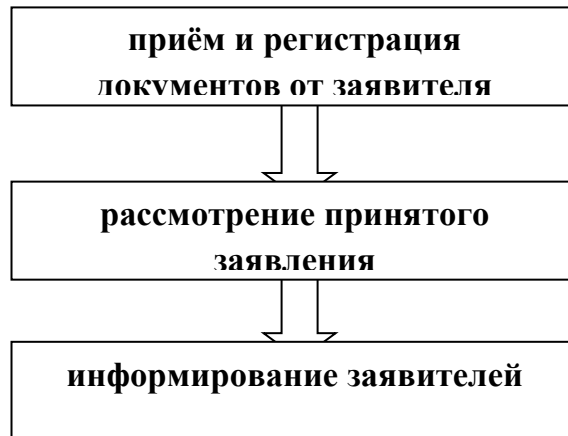 приём и регистрация
документов от заявителя
рассмотрение принятого
заявления
информирование заявителей